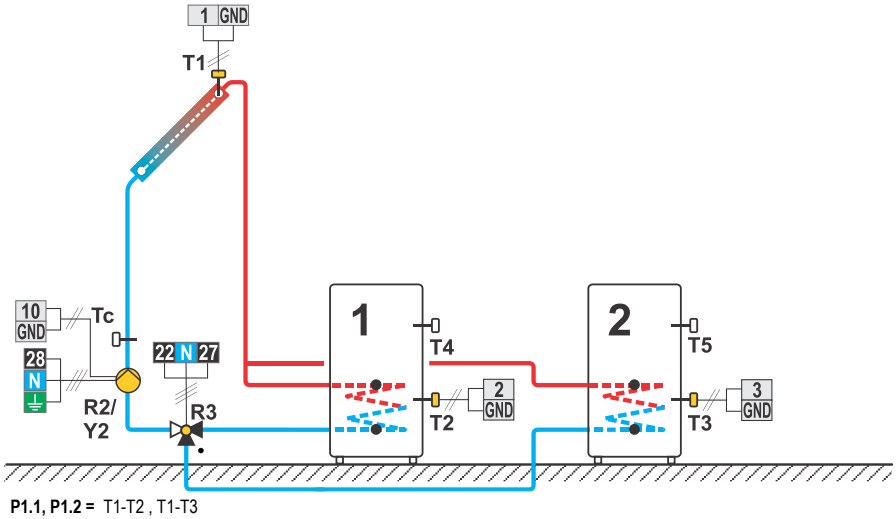 1 GND
T1
10
GND
Tc
28
N
22 N 27
R2/
Y2
R3
1
T4
2
GND
T2
2
T5
3
GND
T3
P1.1, P1.2 = T1-T2 , T1-T3